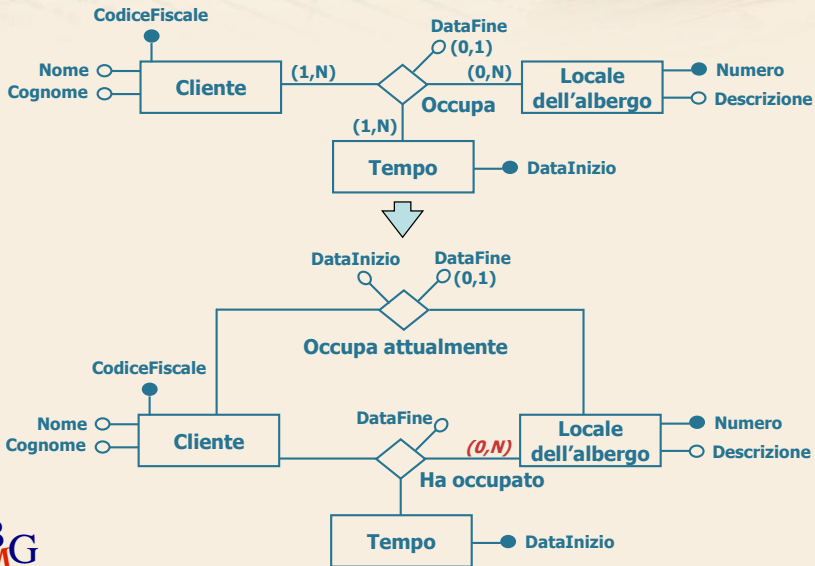 CodiceFiscale
DataFine
(0,1)
Nome
Cognome
Cliente
(1,N)
(0,N)
Occupa
Locale
dell'albergo
Numero
Descrizione
(1,N)
Tempo
DataInizio
DataInizio
DataFine
(0,1)
Occupa attualmente
CodiceFiscale
Nome
Cognome
Cliente
DataFine
(0,N)
Ha occupato
Locale
dell'albergo
Numero
Descrizione
Tempo
DataInizio